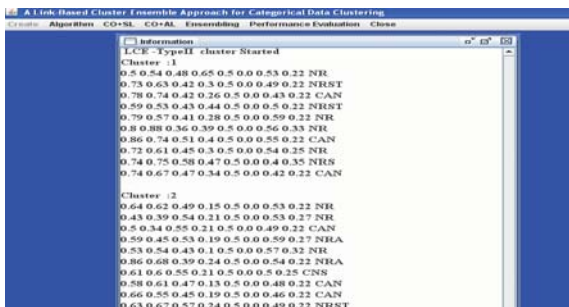 A Link-Based Cluster Ensemble Approach for Categorical Data Clustering
Create Algorithm CO+SL CO+AL Ensembling Performance Evaluation Close
Information
LCE-TypeII cluster Started
Cluster :1
0.5 0.54 0.48 0.65 0.5 0.0 0.53 0.22 NR
0.73 0.63 0.42 0.3 0.5 0.0 0.49 0.22 NRST
0.78 0.74 0.42 0.26 0.5 0.0 0.43 0.22 CAN
0.59 0.53 0.43 0.44 0.5 0.0 0.5 0.22 NRST
0.79 0.57 0.41 0.28 0.5 0.0 0.59 0.22 NR
0.8 0.88 0.36 0.39 0.5 0.0 0.56 0.33 NR
0.86 0.74 0.51 0.4 0.5 0.0 0.55 0.22 CAN
0.72 0.61 0.45 0.3 0.5 0.0 0.54 0.25 NR
0.74 0.75 0.58 0.47 0.5 0.0 0.4 0.35 NRS
0.74 0.67 0.47 0.34 0.5 0.0 0.42 0.22 CAN
Cluster :2
0.64 0.62 0.49 0.15 0.5 0.0 0.53 0.22 NR
0.43 0.39 0.54 0.21 0.5 0.0 0.53 0.27 NR
0.5 0.34 0.55 0.21 0.5 0.0 0.49 0.22 CAN
0.59 0.45 0.53 0.19 0.5 0.0 0.59 0.27 NRA
0.53 0.54 0.43 0.1 0.5 0.0 0.57 0.32 NR
0.86 0.68 0.39 0.24 0.5 0.0 0.54 0.22 NRA
0.61 0.6 0.55 0.21 0.5 0.0 0.5 0.25 CNS
0.58 0.61 0.47 0.13 0.5 0.0 0.48 0.22 CAN
0.66 0.55 0.45 0.19 0.5 0.0 0.46 0.22 CAN
0.63 0.67 0.57 0.24 0.5 0.0 0.49 0.22 NRST